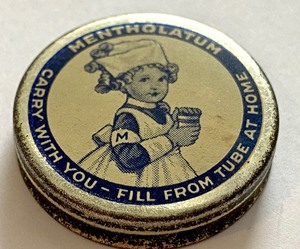 MENTHOLATUM
CARRY WITH YOU – FILL FROM TUBE AT HOME
M